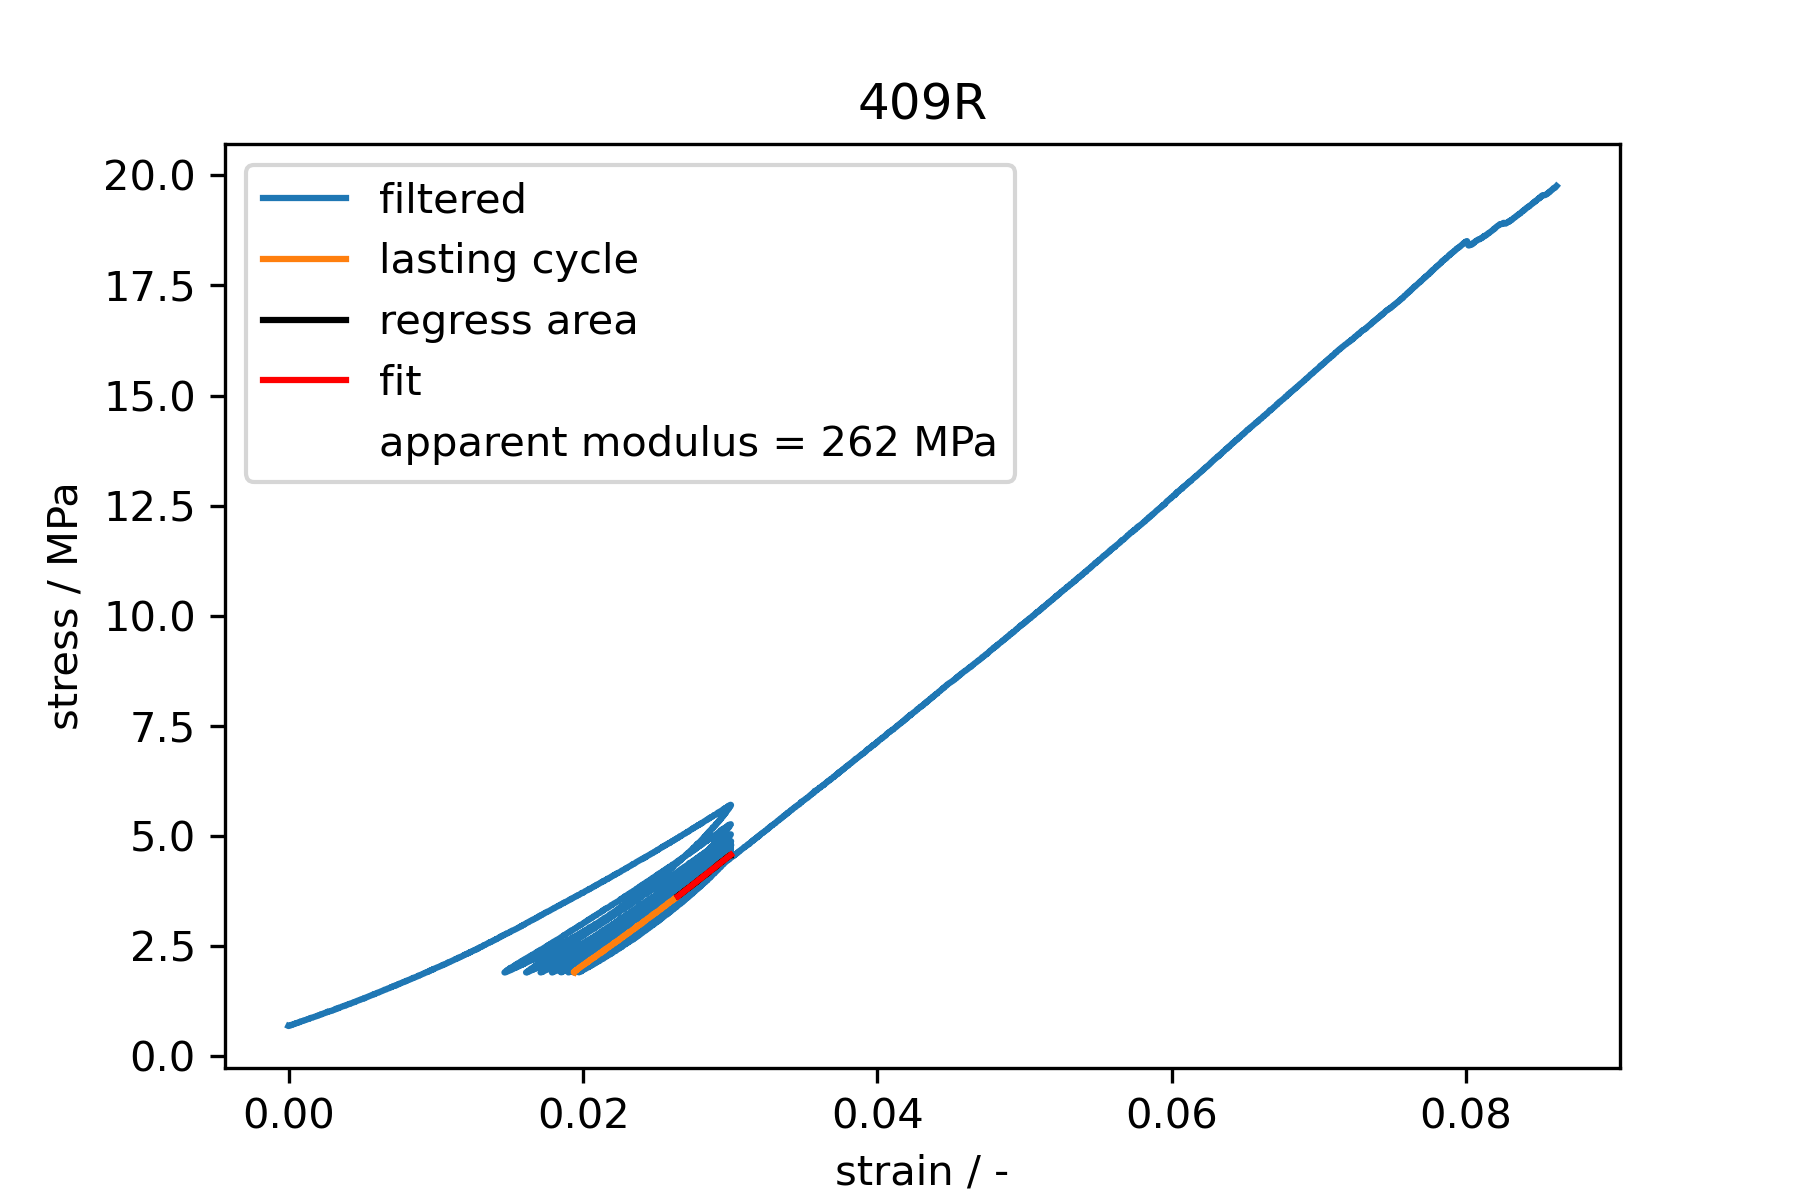 409R
20.0
17.5
15.0
12.5
10.0
7.5
5.0
2.5
0.0
stress / MPa
filtered
lasting cycle
regress area
fit
apparent modulus = 262 MPa
0.00
0.02
0.04
0.06
0.08
strain / -